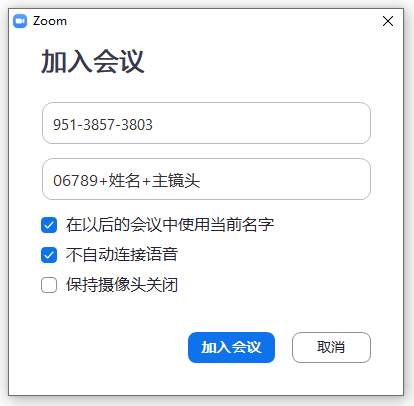 Zoom
加入会议
951-3857-3803
06789+姓名+主镜头
在以后的会议中使用当前名字
不自动连接语音
保持摄像头关闭
加入会议 取消